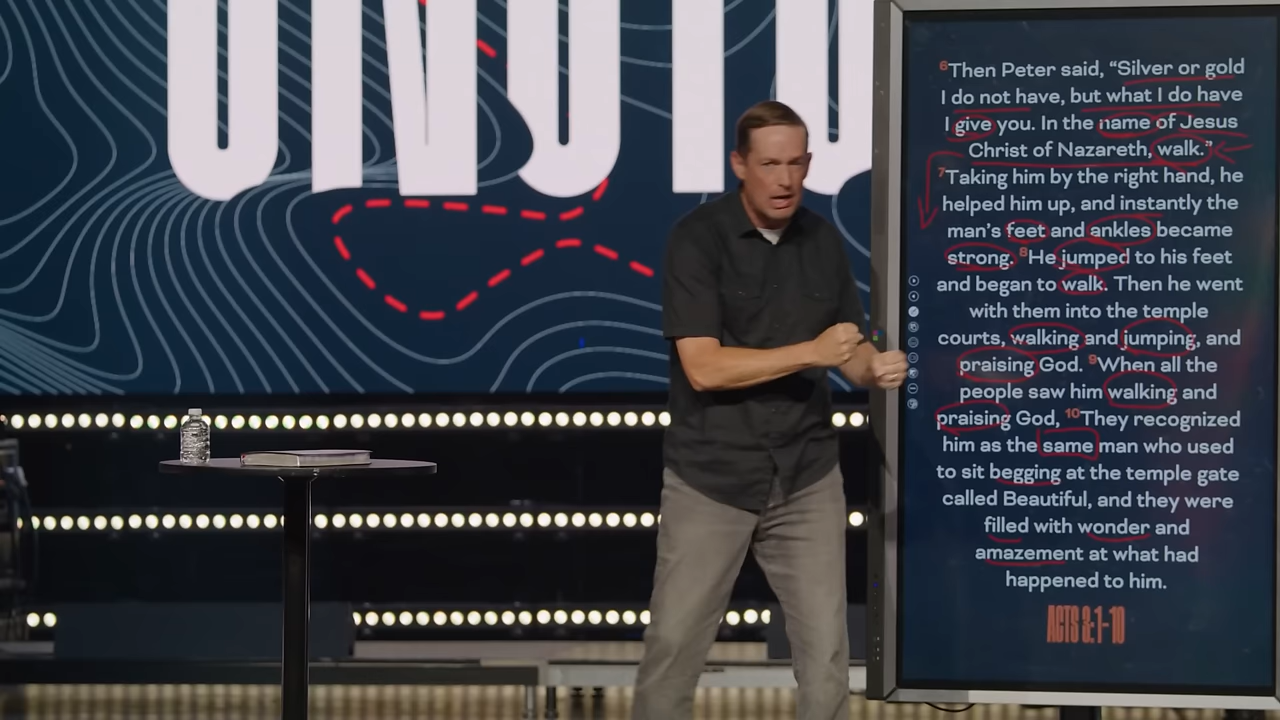 ⁶Then Peter said, “Silver or gold
I do not have, but what I do have
I give you. In the name of Jesus
Christ of Nazareth, walk.”
⁷Taking him by the right hand, he
helped him up, and instantly the
man’s feet and ankles became
strong. ⁸He jumped to his feet
and began to walk. Then he went
with them into the temple
courts, walking and jumping, and
praising God. ⁹When all the
people saw him walking and
praising God, ¹⁰They recognized
him as the same man who used
to sit begging at the temple gate
called Beautiful, and they were
filled with wonder and
amazement at what had
happened to him.
ACTS 3:1-10